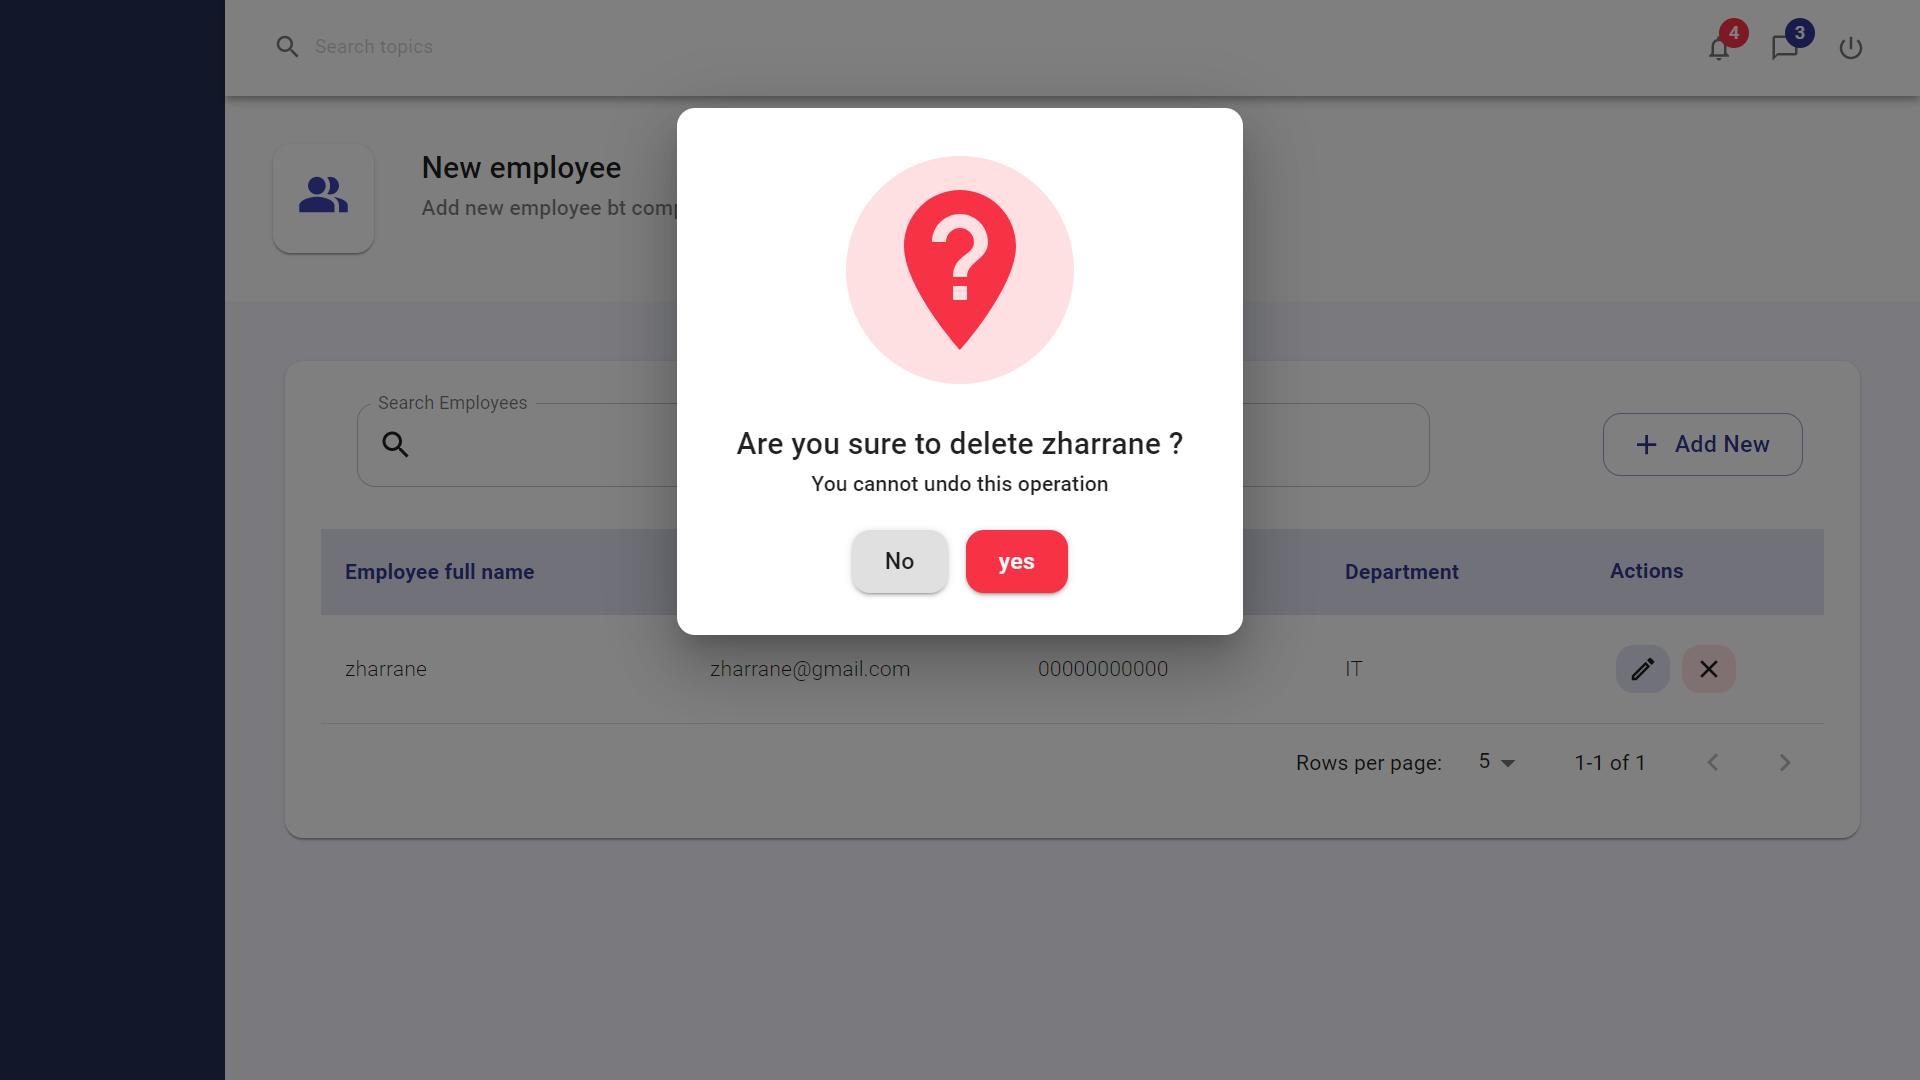 Search topics
4
3
New employee
Add new employee bt
Are you sure to delete zharrane ?
You cannot undo this operation
No
yes
Search Employees
Add New
Employee full name
Department
Actions
zharrane
zharrane@gmail.com
00000000000
IT
Rows per page:
5
1-1 of 1